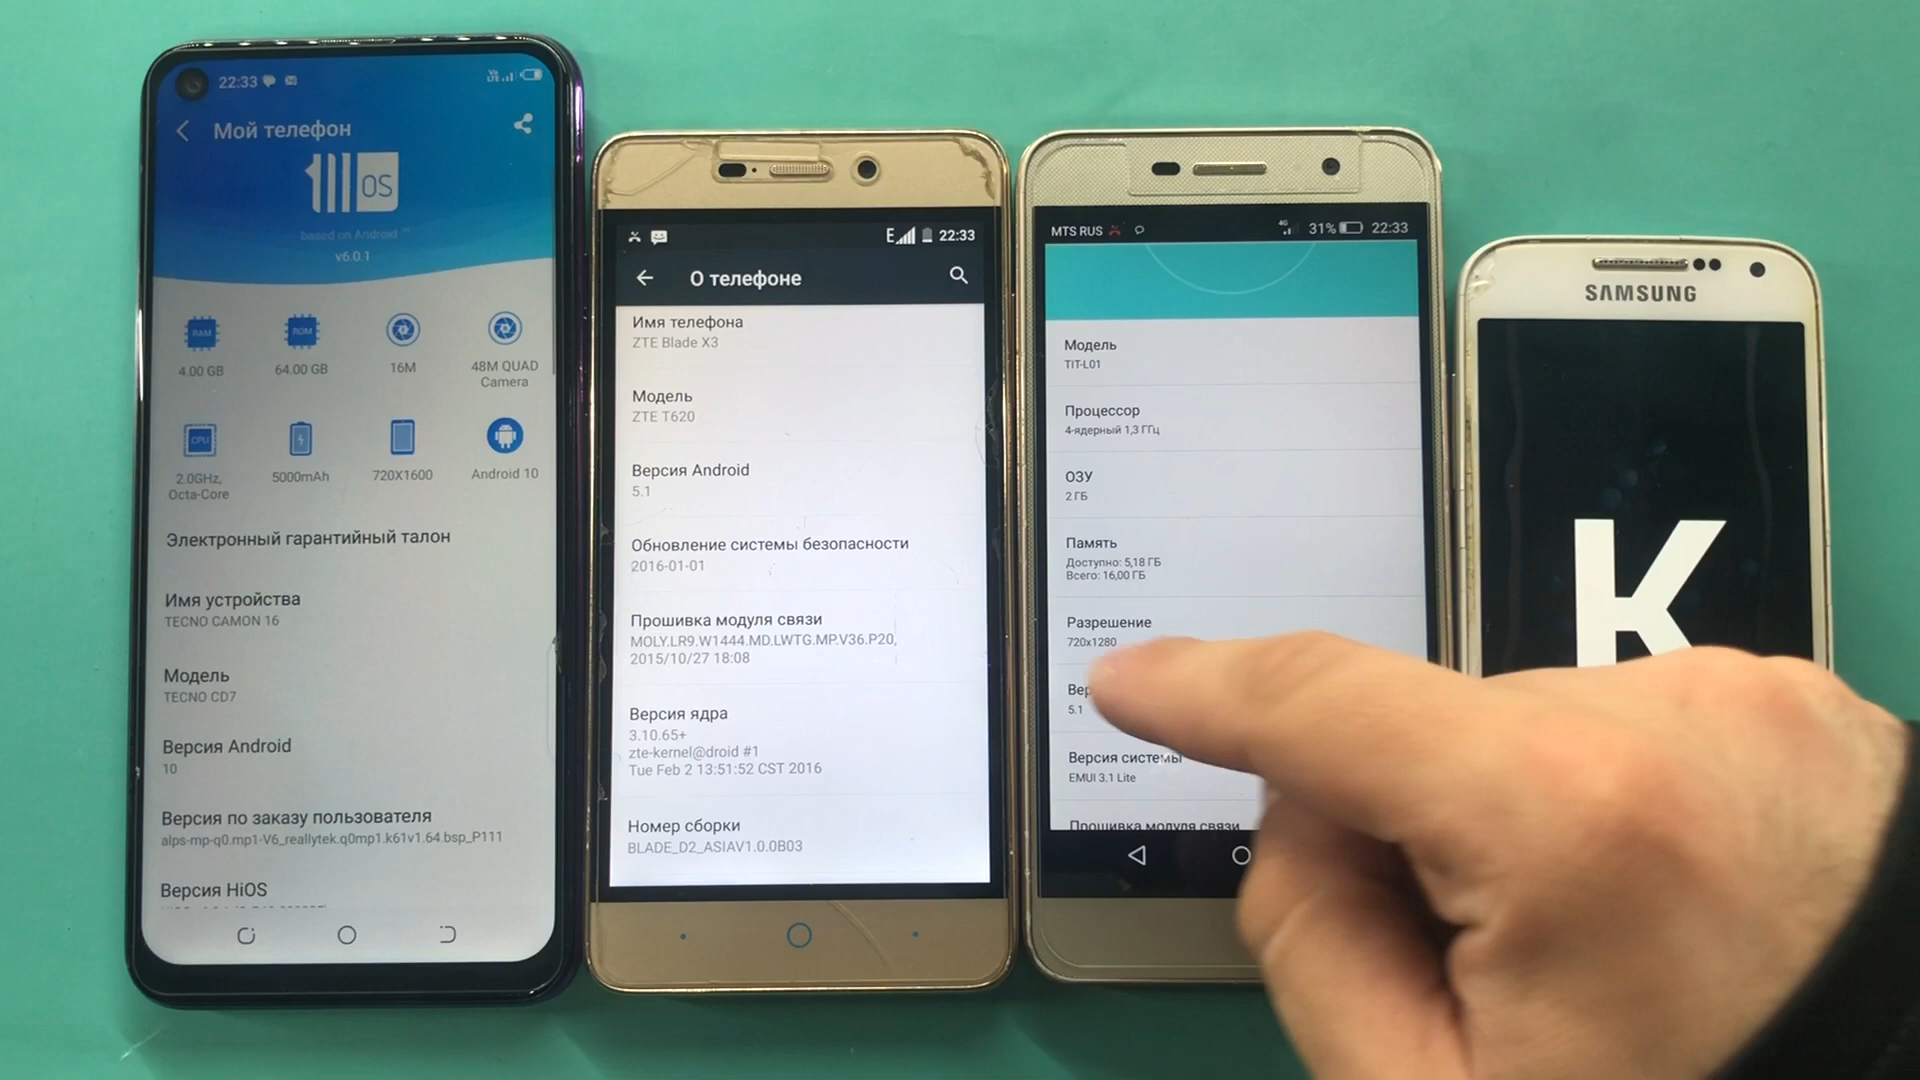 22:33
Мой телефон
OS
based on Android
v6.0.1
RAM
ROM
4.00 GB
64.00 GB
16M
48M QUAD
Camera
CPU
2.0GHz,
Octa-Core
5000mAh
720X1600
Android 10
Электронный гарантийный талон
Имя устройства
TECNO CAMON 16
Модель
TECNO CD7
Версия Android
10
Версия по заказу пользователя
alps-mp-q0.mp1-V6_reallytek.q0mp1.k61v1.64.bsp_P111
Версия HiOS
E
22:33
О телефоне
Имя телефона
ZTE Blade X3
Модель
ZTE T620
Версия Android
5.1
Обновление системы безопасности
2016-01-01
Прошивка модуля связи
MOLY.LR9.W1444.MD.LWTG.MP.V36.P20,
2015/10/27 18:08
Версия ядра
3.10.65+
zte-kernel@droid #1
Tue Feb 2 13:51:52 CST 2016
Номер сборки
BLADE_D2_ASIAV1.0.0B03
MTS RUS 4G 31% 22:33
Модель
TIT-L01
Процессор
4-ядерный 1,3 ГГц
ОЗУ
2 ГБ
Память
Доступно: 5,18 ГБ
Всего: 16,00 ГБ
Разрешение
720x1280
Вер
5.1
Версия системы
EMUI 3.1 Lite
Прошивка модуля связи
SAMSUNG
K